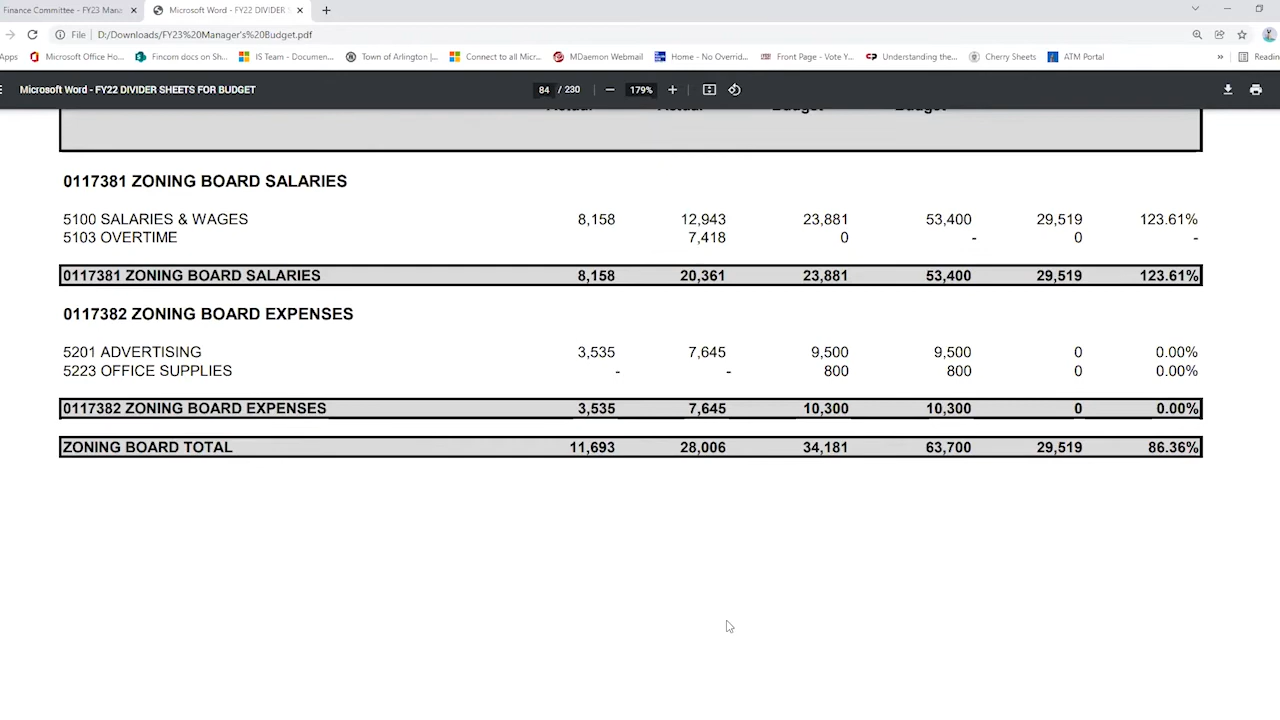 Finance Committee - FY23 Mana
Microsoft Word - FY22 DIVIDER S
File D:/Downloads/FY23%20Manager's%20Budget.pdf
Apps Microsoft Office Ho... Fincom docs on Sh... IS Team - Documen... Town of Arlington |... Connect to all Micr... MDaemon Webmail Home - No Overrid... Front Page - Vote Y... Understanding the... Cherry Sheets ATM Portal » Readin
Microsoft Word - FY22 DIVIDER SHEETS FOR BUDGET 84 / 230 179%
Actual Actual Budget Budget
0117381 ZONING BOARD SALARIES
5100 SALARIES & WAGES 8,158 12,943 23,881 53,400 29,519 123.61%
5103 OVERTIME 7,418 0 - 0 -
0117381 ZONING BOARD SALARIES 8,158 20,361 23,881 53,400 29,519 123.61%
0117382 ZONING BOARD EXPENSES
5201 ADVERTISING 3,535 7,645 9,500 9,500 0 0.00%
5223 OFFICE SUPPLIES - - 800 800 0 0.00%
0117382 ZONING BOARD EXPENSES 3,535 7,645 10,300 10,300 0 0.00%
ZONING BOARD TOTAL 11,693 28,006 34,181 63,700 29,519 86.36%